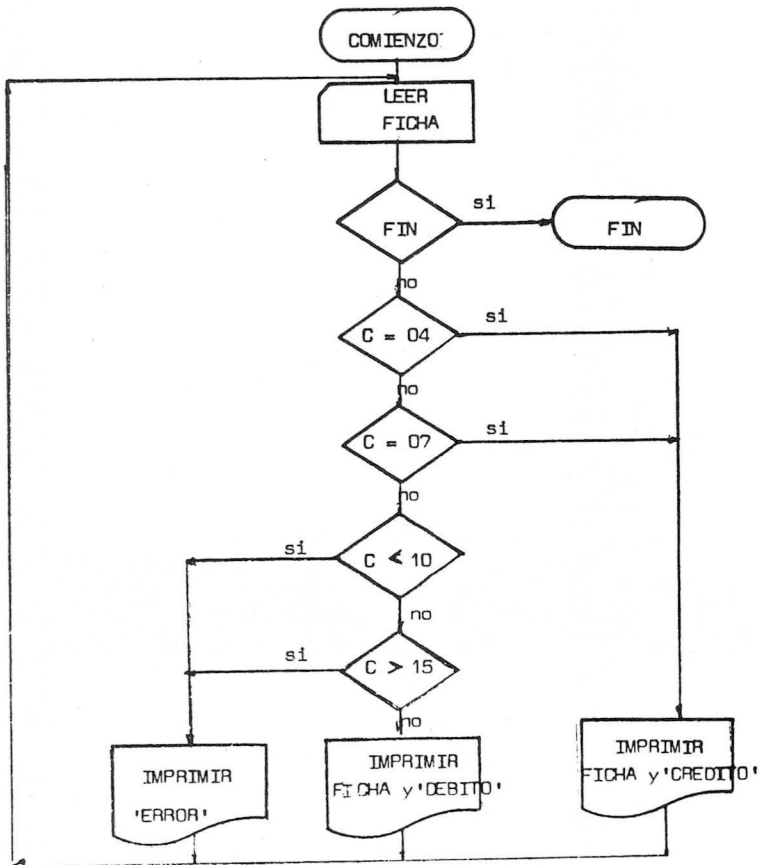 COMIENZO
LEER
FICHA
FIN
si
FIN
no
C = 04
si
no
C = 07
si
no
C < 10
si
no
C > 15
si
no
IMPRIMIR
'ERROR'
IMPRIMIR
FICHA y 'DEBITO'
IMPRIMIR
FICHA y 'CREDITO'